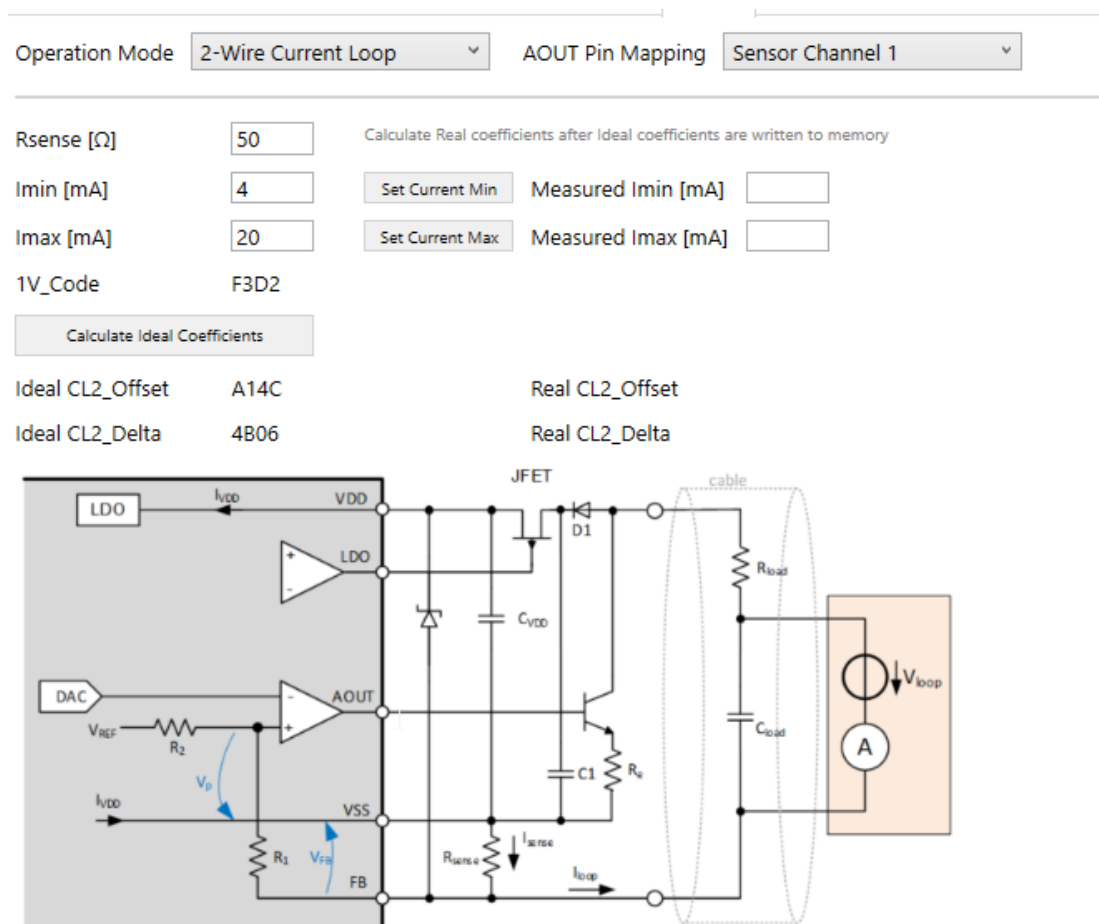 Operation Mode 2-Wire Current Loop AOUT Pin Mapping Sensor Channel 1
Rsense [Ω] 50 Calculate Real coefficients after Ideal coefficients are written to memory
Imin [mA] 4 Set Current Min Measured Imin [mA]
Imax [mA] 20 Set Current Max Measured Imax [mA]
1V_Code F3D2
Calculate Ideal Coefficients
Ideal CL2_Offset A14C Real CL2_Offset
Ideal CL2_Delta 4B06 Real CL2_Delta
JFET
cable
LDO IVDD VDD
D1
LDO
Rload
CVDD
DAC AOUT
Vloop
VREF
R2
Cload
A
C1 Re
Vp
IVDD VSS
Isense
R1 VFB Rsense
Iloop
FB